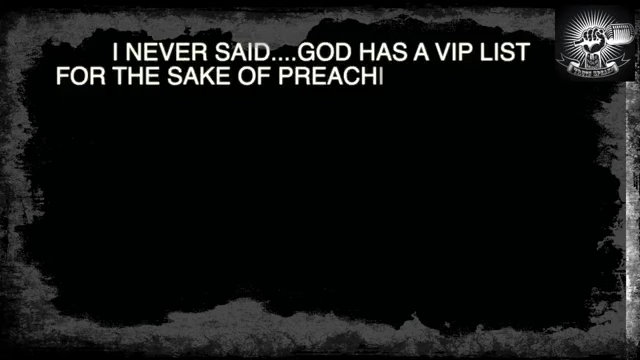 I NEVER SAID....GOD HAS A VIP LIST
FOR THE SAKE OF PREACHI